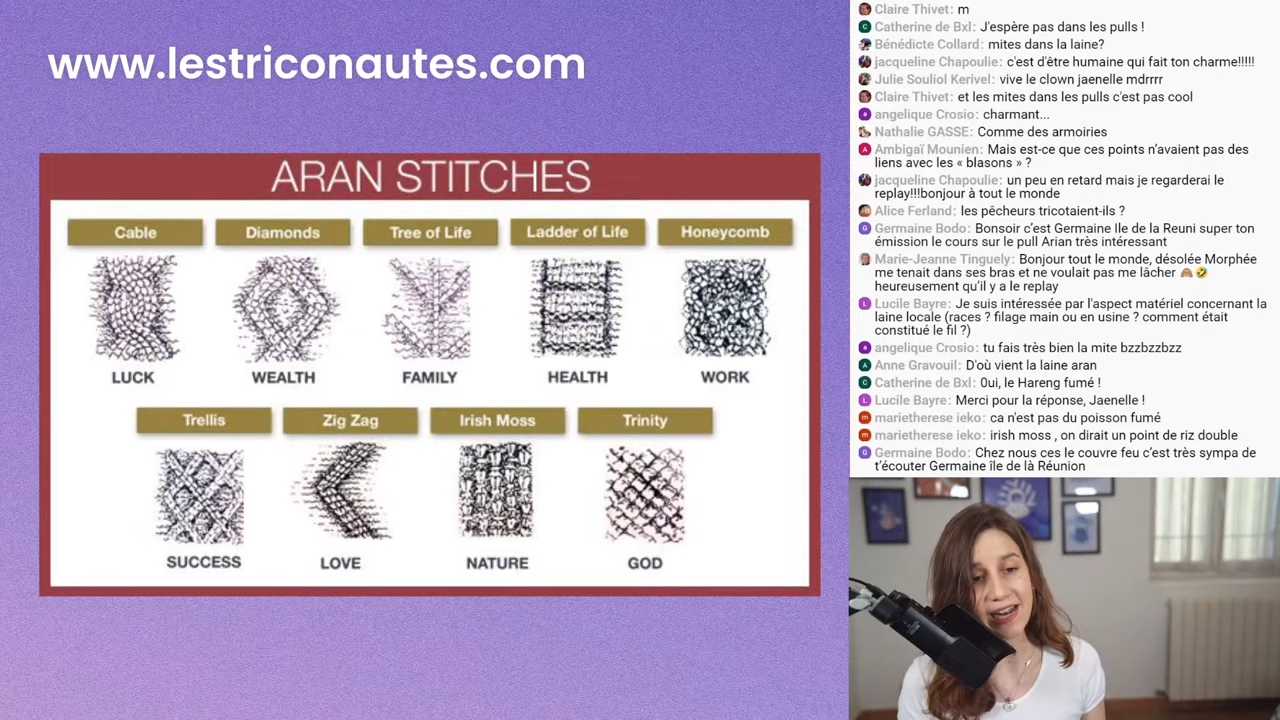 www.lestriconautes.com
ARAN STITCHES
Cable
Diamonds
Tree of Life
Ladder of Life
Honeycomb
LUCK
WEALTH
FAMILY
HEALTH
WORK
Trellis
Zig Zag
Irish Moss
Trinity
SUCCESS
LOVE
NATURE
GOD
Claire Thivet: m
Catherine de Bxl: J'espère pas dans les pulls !
Bénédicte Collard: mites dans la laine?
jacqueline Chapoulie: c'est d'être humaine qui fait ton charme!!!!!
Julie Souliol Kerivel: vive le clown jaenelle mdrrrr
Claire Thivet: et les mites dans les pulls c'est pas cool
angelique Crosio: charmant...
Nathalie GASSE: Comme des armoiries
Ambigaï Mounien: Mais est-ce que ces points n'avaient pas des
liens avec les « blasons » ?
jacqueline Chapoulie: un peu en retard mais je regarderai le
replay!!!bonjour à tout le monde
Alice Ferland: les pêcheurs tricotaient-ils ?
Germaine Bodo: Bonsoir c'est Germaine Ile de la Reuni super ton
émission le cours sur le pull Arian très intéressant
Marie-Jeanne Tinguely: Bonjour tout le monde, désolée Morphée
me tenait dans ses bras et ne voulait pas me lâcher 🙈🤣
heureusement qu'il y a le replay
Lucile Bayre: Je suis intéressée par l'aspect matériel concernant la
laine locale (races ? filage main ou en usine ? comment était
constitué le fil ?)
angelique Crosio: tu fais très bien la mite bzzbzzbzz
Anne Gravouil: D'où vient la laine aran
Catherine de Bxl: 0ui, le Hareng fumé !
Lucile Bayre: Merci pour la réponse, Jaenelle !
marietherese ieko: ca n'est pas du poisson fumé
marietherese ieko: irish moss , on dirait un point de riz double
Germaine Bodo: Chez nous ces le couvre feu c'est très sympa de
t'écouter Germaine île de là Réunion